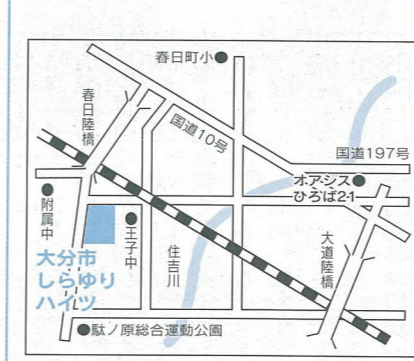 春日町小
春日陸橋
国道10号
国道197号
オアシス
ひろば21
附属中
王子中
住吉川
大道陸橋
大分市
しらゆり
ハイツ
駄ノ原総合運動公園